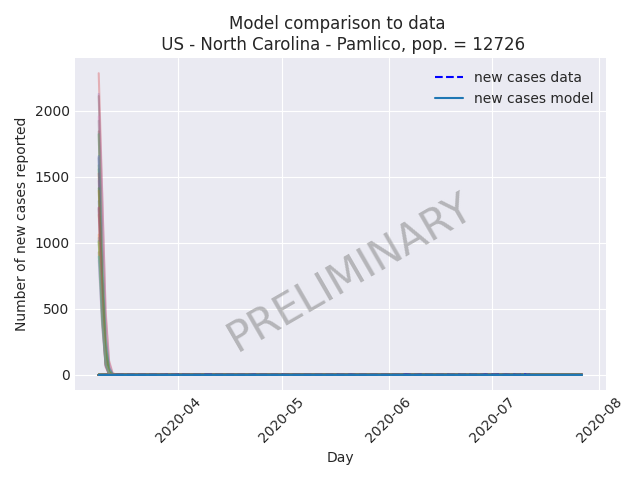 Model comparison to data
US - North Carolina - Pamlico, pop. = 12726
new cases data
new cases model
Number of new cases reported
2000
1500
1000
500
0
PRELIMINARY
2020-04
2020-05
2020-06
2020-07
2020-08
Day